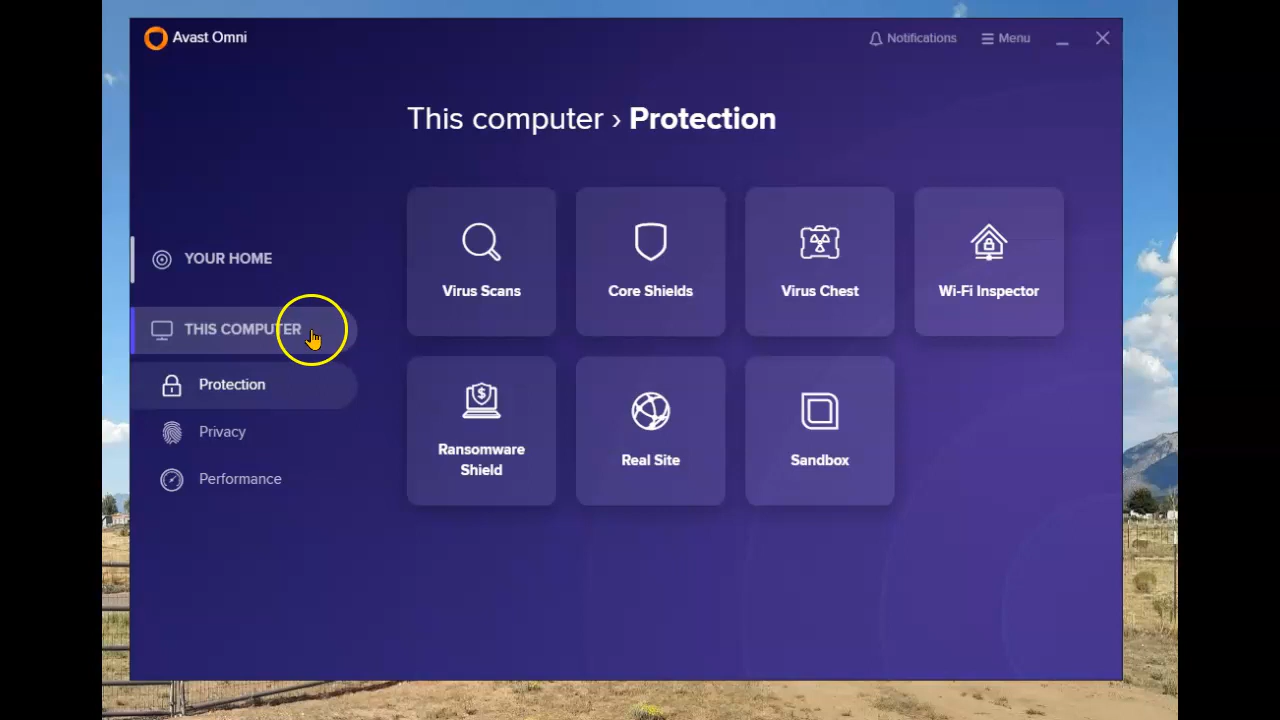 Avast Omni
Notifications
Menu
This computer › Protection
YOUR HOME
THIS COMPUTER
Protection
Privacy
Performance
Virus Scans
Core Shields
Virus Chest
Wi-Fi Inspector
Ransomware
Shield
Real Site
Sandbox